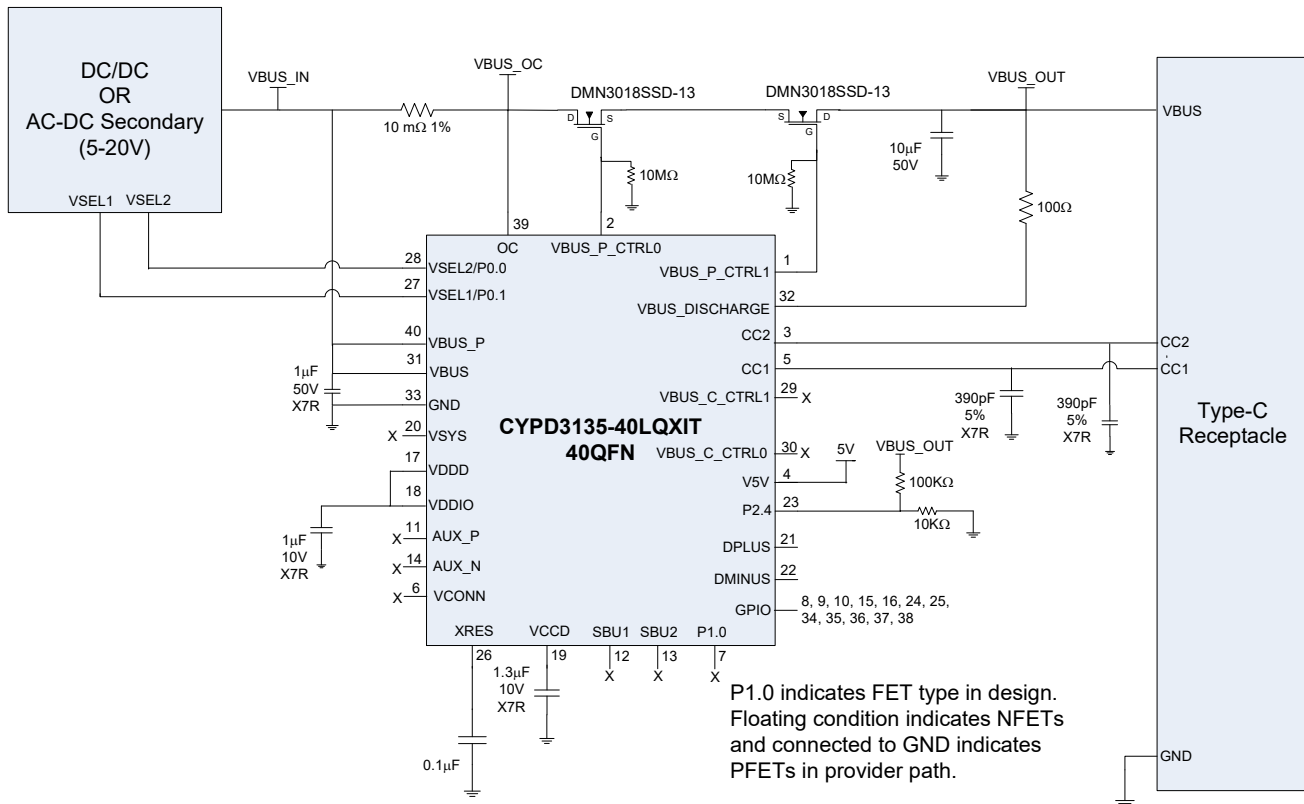 DC/DC
OR
AC-DC Secondary
(5-20V)
VSEL1
VSEL2
VBUS_IN
10 mΩ 1%
VBUS_OC
DMN3018SSD-13
D
S
G
10MΩ
DMN3018SSD-13
S
D
G
10MΩ
VBUS_OUT
10µF
50V
100Ω
VBUS
CC2
CC1
Type-C
Receptacle
GND
39
OC
2
VBUS_P_CTRL0
28
VSEL2/P0.0
27
VSEL1/P0.1
40
VBUS_P
31
VBUS
33
GND
1µF
50V
X7R
X
20
VSYS
17
VDDD
18
VDDIO
1µF
10V
X7R
X
11
AUX_P
X
14
AUX_N
X
6
VCONN
CYPD3135-40LQXIT
40QFN
VBUS_P_CTRL1
1
VBUS_DISCHARGE
32
CC2
3
CC1
5
VBUS_C_CTRL1
29
X
VBUS_C_CTRL0
30
X
V5V
4
5V
P2.4
23
VBUS_OUT
100KΩ
10KΩ
390pF
5%
X7R
390pF
5%
X7R
DPLUS
21
DMINUS
22
GPIO
8, 9, 10, 15, 16, 24, 25,
34, 35, 36, 37, 38
XRES
26
0.1µF
VCCD
19
1.3µF
10V
X7R
SBU1
12
X
SBU2
13
X
P1.0
7
X
P1.0 indicates FET type in design.
Floating condition indicates NFETs
and connected to GND indicates
PFETs in provider path.